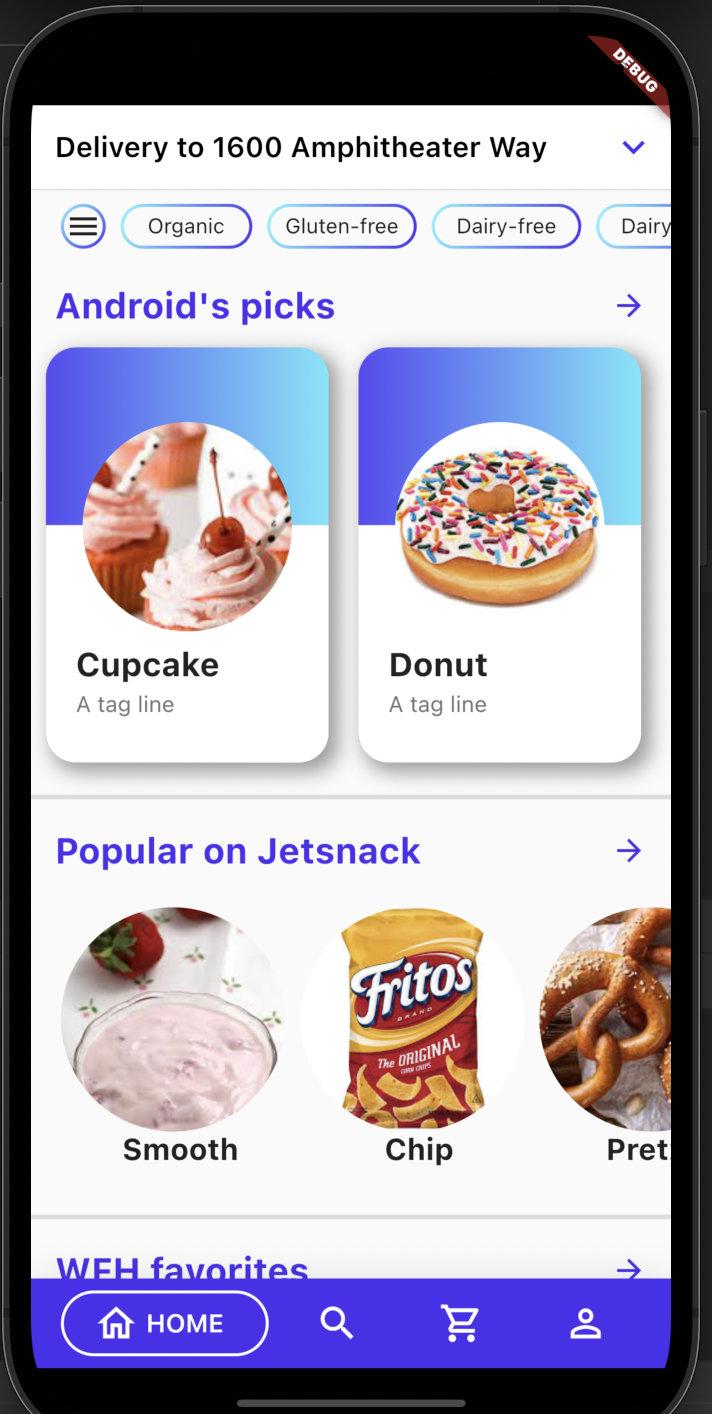 DEBUG
Delivery to 1600 Amphitheater Way
Organic
Gluten-free
Dairy-free
Dairy
Android's picks
Cupcake
A tag line
Donut
A tag line
Popular on Jetsnack
Fritos
BRAND
The ORIGINAL
CORN CHIPS
Smooth
Chip
Pret
WFH favorites
HOME